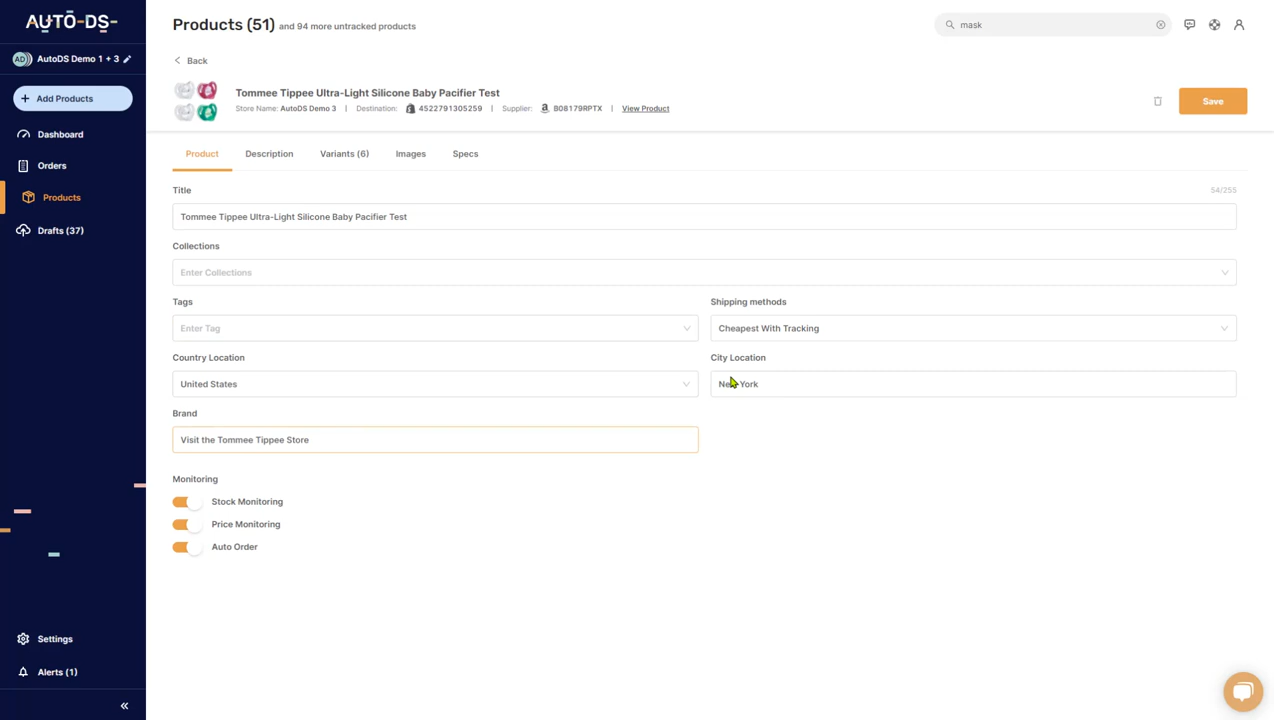 AUTO-DS-
Products (51) and 94 more untracked products
mask
AD AutoDS Demo 1 + 3
Back
Add Products
Tommee Tippee Ultra-Light Silicone Baby Pacifier Test
Store Name: AutoDS Demo 3 | Destination: 4522791305259 | Supplier: B08179RPTX | View Product
Save
Dashboard
Orders
Products
Drafts (37)
Product Description Variants (6) Images Specs
Title 54/255
Tommee Tippee Ultra-Light Silicone Baby Pacifier Test
Collections
Enter Collections
Tags Shipping methods
Enter Tag Cheapest With Tracking
Country Location City Location
United States New York
Brand
Visit the Tommee Tippee Store
Monitoring
Stock Monitoring
Price Monitoring
Auto Order
Settings
Alerts (1)